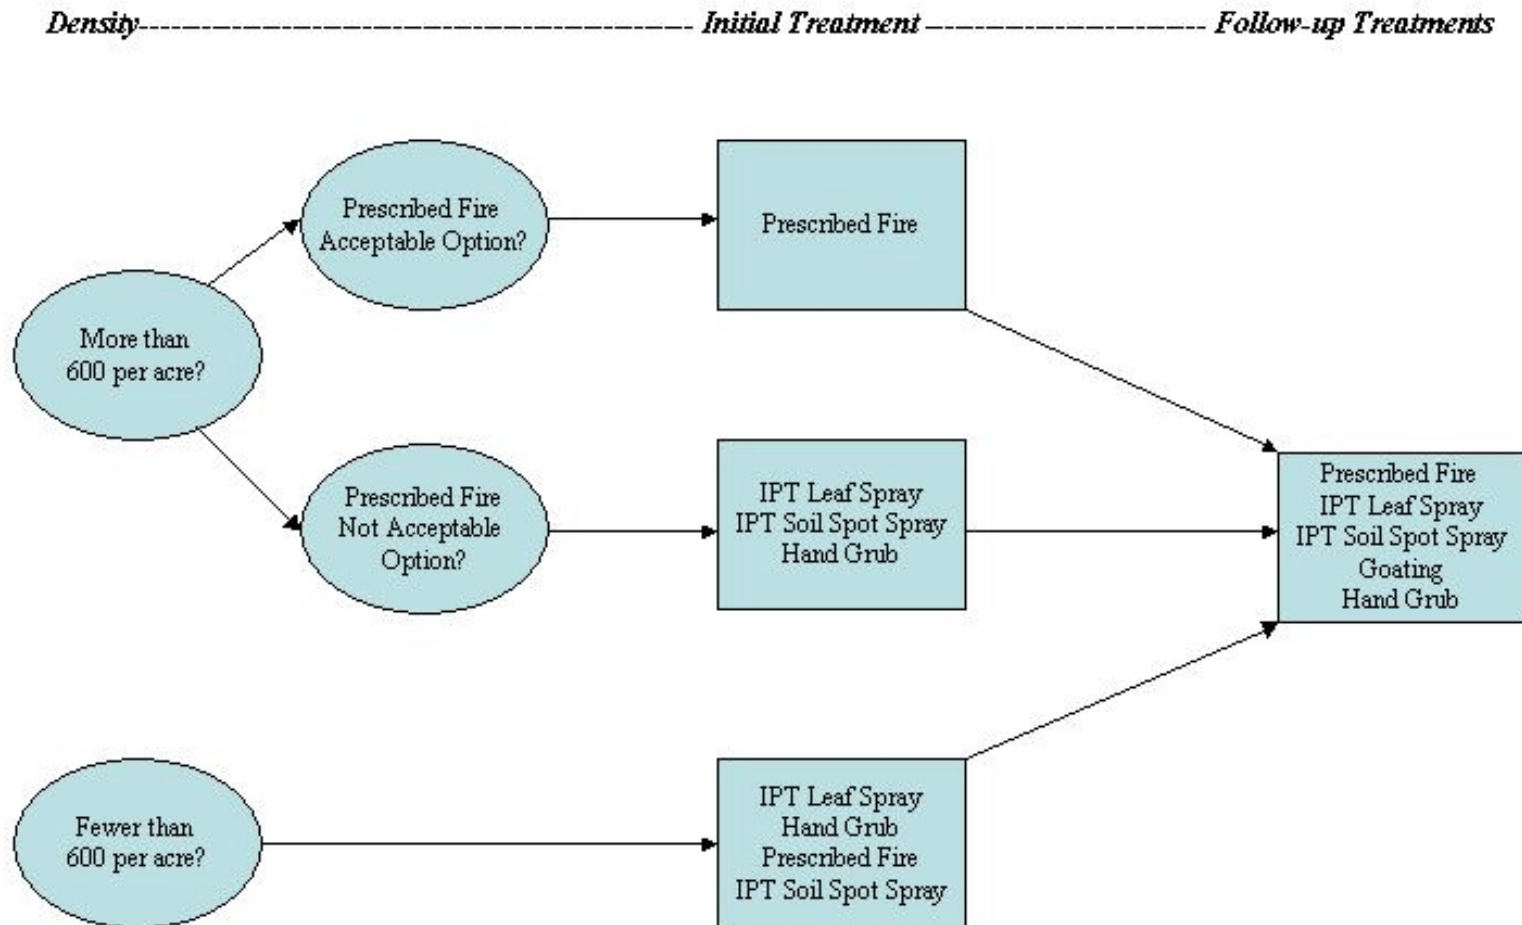 Density---------- Initial Treatment ---------- Follow-up Treatments
Prescribed Fire
Acceptable Option?
Prescribed Fire
More than
600 per acre?
Prescribed Fire
Not Acceptable
Option?
IPT Leaf Spray
IPT Soil Spot Spray
Hand Grub
Prescribed Fire
IPT Leaf Spray
IPT Soil Spot Spray
Goating
Hand Grub
Fewer than
600 per acre?
IPT Leaf Spray
Hand Grub
Prescribed Fire
IPT Soil Spot Spray